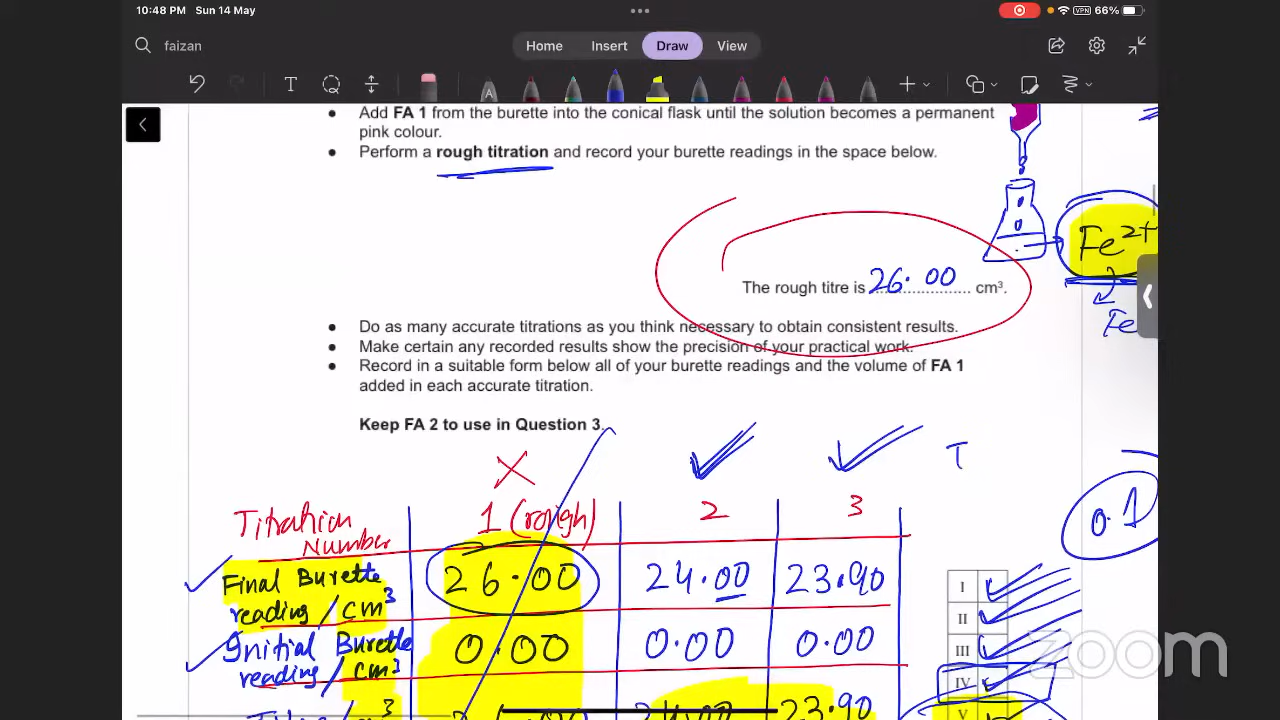 10:48 PM Sun 14 May
VPN 66%
faizan
Home Insert Draw View
T A
Add FA 1 from the burette into the conical flask until the solution becomes a permanent
pink colour.
Perform a rough titration and record your burette readings in the space below.
Fe2+
The rough titre is 26.00 cm³.
Fe
Do as many accurate titrations as you think necessary to obtain consistent results.
Make certain any recorded results show the precision of your practical work.
Record in a suitable form below all of your burette readings and the volume of FA 1
added in each accurate titration.
Keep FA 2 to use in Question 3.
T
Titration Number 1 (rough) 2 3
0.1
Final Burette reading / cm3 26.00 24.00 23.90
I
II
Initial Burette reading / cm3 0.00 0.00 0.00
III
IV
V
23.90
zoom